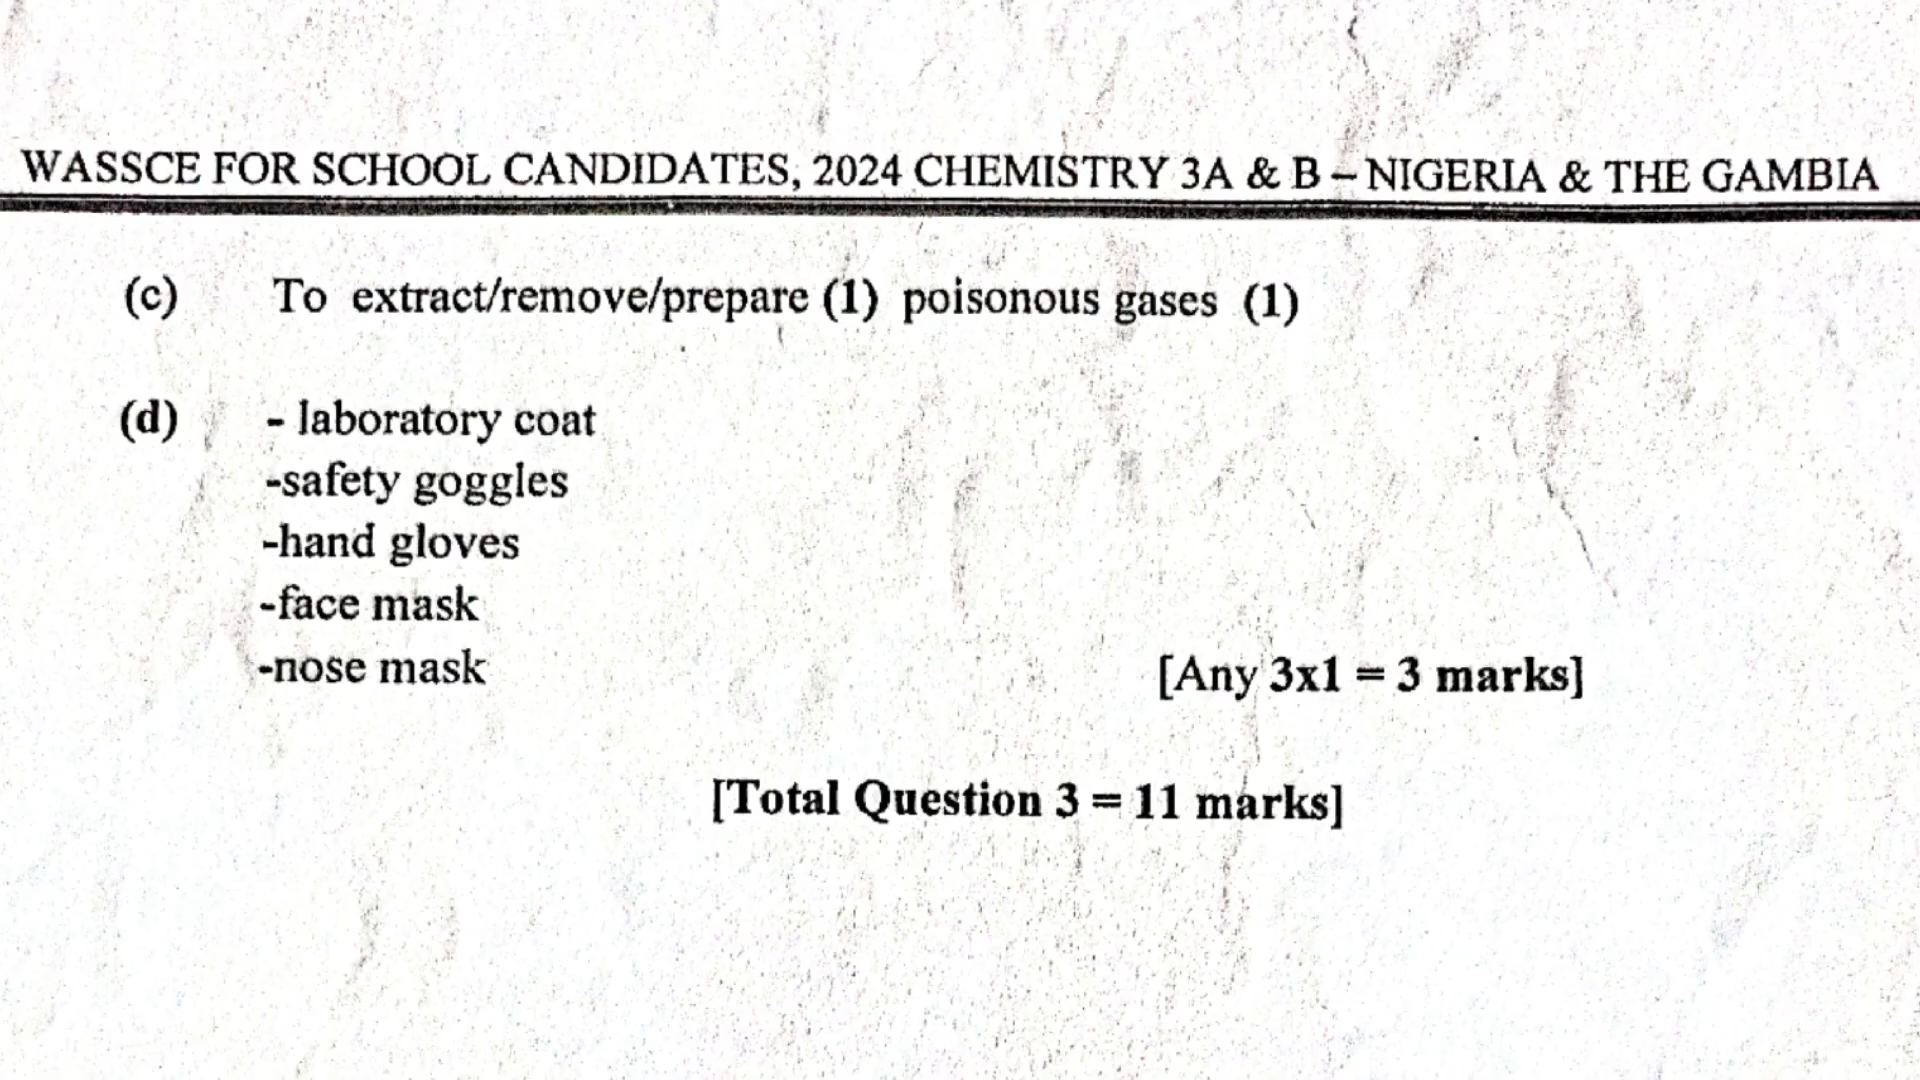 WASSCE FOR SCHOOL CANDIDATES, 2024 CHEMISTRY 3A & B – NIGERIA & THE GAMBIA
(c) To extract/remove/prepare (1) poisonous gases (1)
(d) - laboratory coat
-safety goggles
-hand gloves
-face mask
-nose mask [Any 3x1 = 3 marks]
[Total Question 3 = 11 marks]